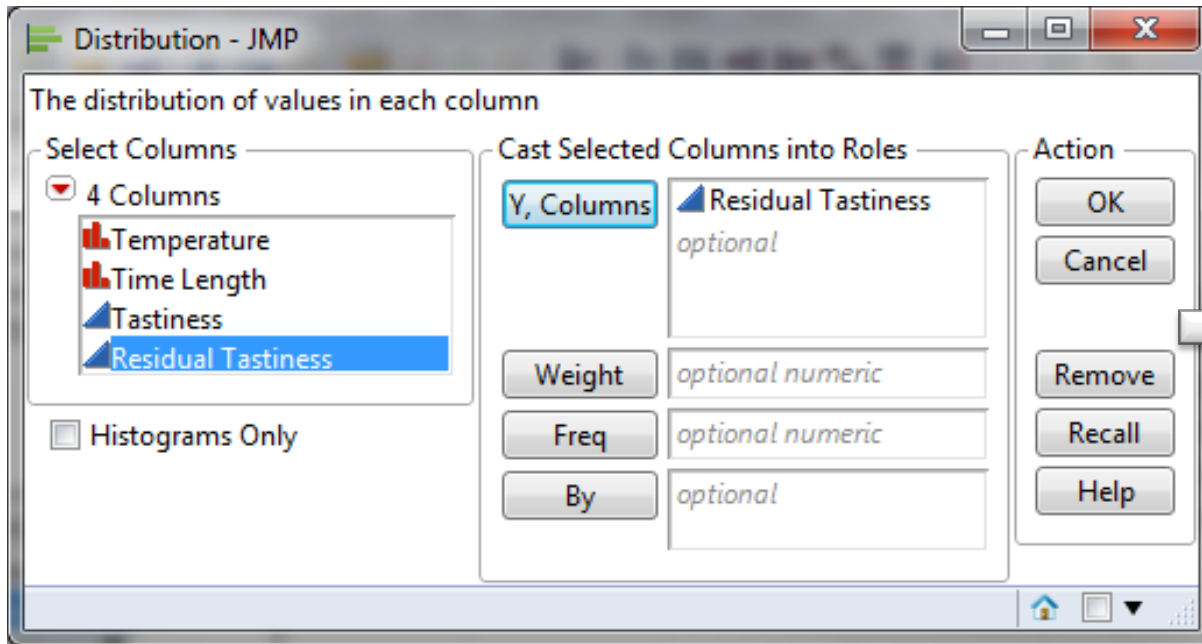 Distribution - JMP
The distribution of values in each column
Select Columns
4 Columns
Temperature
Time Length
Tastiness
Residual Tastiness
Histograms Only
Cast Selected Columns into Roles
Y, Columns
Residual Tastiness
optional
Weight
optional numeric
Freq
optional numeric
By
optional
Action
OK
Cancel
Remove
Recall
Help